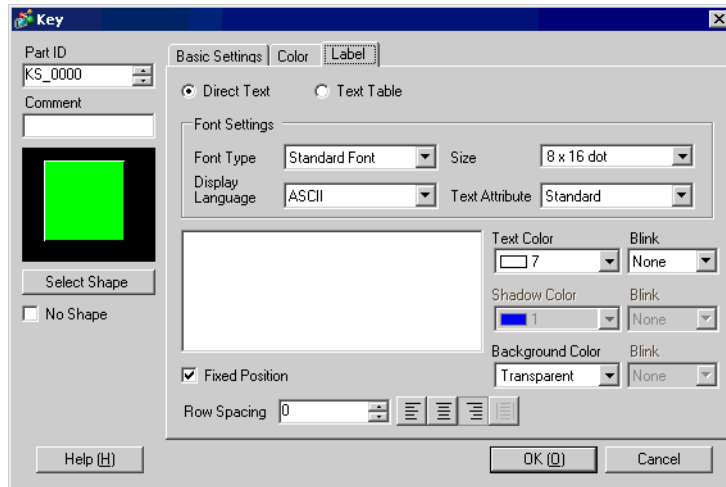 Key
Part ID
KS_0000
Comment
Select Shape
No Shape
Basic Settings
Color
Label
Direct Text
Text Table
Font Settings
Font Type
Standard Font
Size
8 x 16 dot
Display
Language
ASCII
Text Attribute
Standard
Text Color
Blink
7
None
Shadow Color
Blink
1
None
Background Color
Blink
Transparent
None
Fixed Position
Row Spacing
0
Help (H)
OK (O)
Cancel